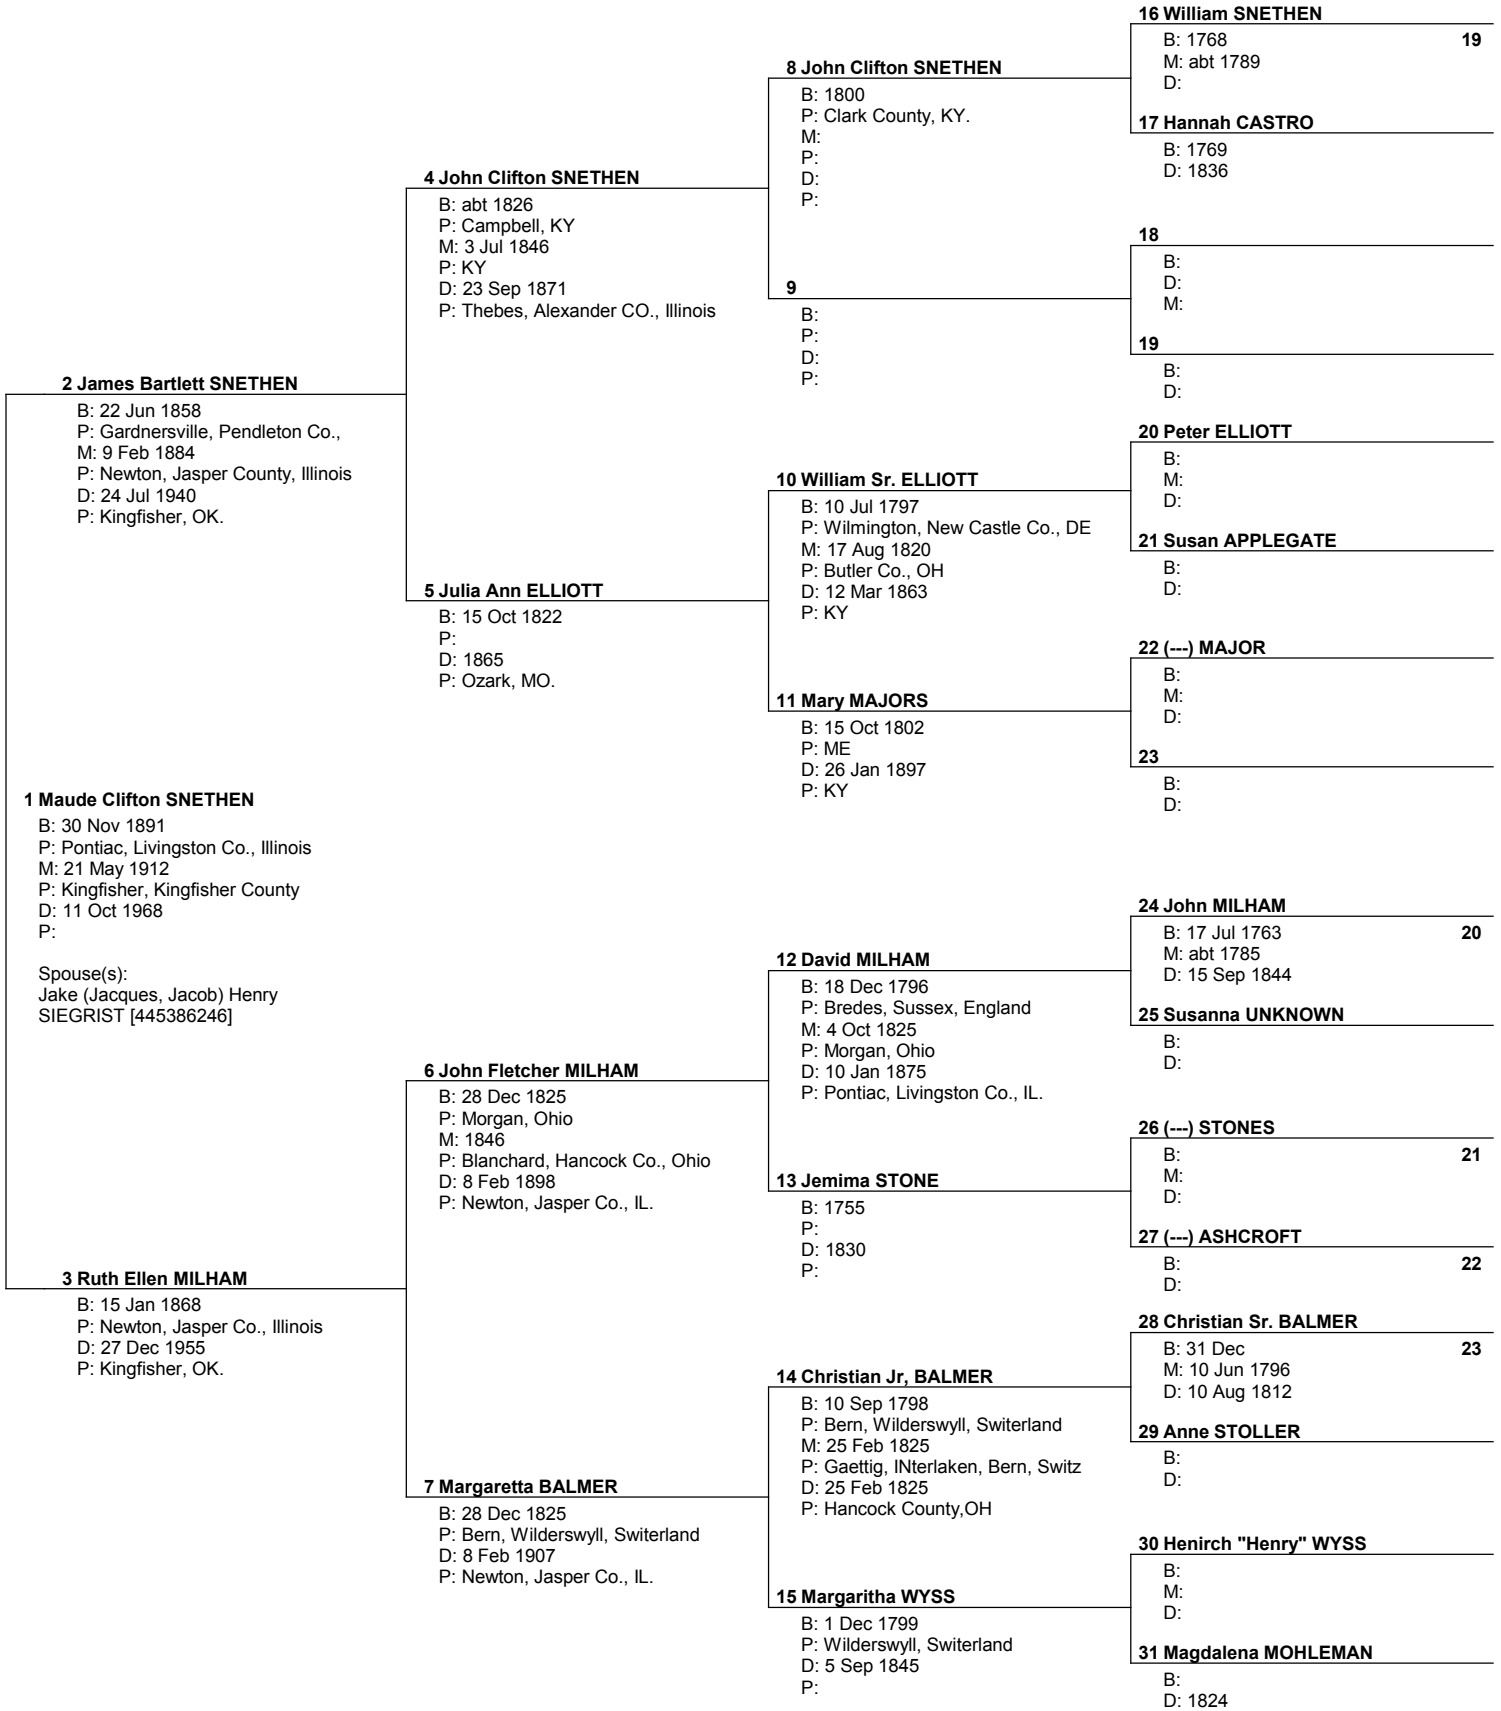 16 William SNETHEN
B: 1768 19
M: abt 1789
D:
8 John Clifton SNETHEN
B: 1800
P: Clark County, KY.
M:
P:
D:
P:
17 Hannah CASTRO
B: 1769
D: 1836
4 John Clifton SNETHEN
B: abt 1826
P: Campbell, KY
M: 3 Jul 1846
P: KY
D: 23 Sep 1871
P: Thebes, Alexander CO., Illinois
18
B:
D:
M:
9
B:
P:
D:
P:
19
B:
D:
2 James Bartlett SNETHEN
B: 22 Jun 1858
P: Gardnersville, Pendleton Co.,
M: 9 Feb 1884
P: Newton, Jasper County, Illinois
D: 24 Jul 1940
P: Kingfisher, OK.
20 Peter ELLIOTT
B:
M:
D:
10 William Sr. ELLIOTT
B: 10 Jul 1797
P: Wilmington, New Castle Co., DE
M: 17 Aug 1820
P: Butler Co., OH
D: 12 Mar 1863
P: KY
21 Susan APPLEGATE
B:
D:
5 Julia Ann ELLIOTT
B: 15 Oct 1822
P:
D: 1865
P: Ozark, MO.
22 (---) MAJOR
B:
M:
D:
11 Mary MAJORS
B: 15 Oct 1802
P: ME
D: 26 Jan 1897
P: KY
23
B:
D:
1 Maude Clifton SNETHEN
B: 30 Nov 1891
P: Pontiac, Livingston Co., Illinois
M: 21 May 1912
P: Kingfisher, Kingfisher County
D: 11 Oct 1968
P:
Spouse(s):
Jake (Jacques, Jacob) Henry
SIEGRIST [445386246]
24 John MILHAM
B: 17 Jul 1763 20
M: abt 1785
D: 15 Sep 1844
12 David MILHAM
B: 18 Dec 1796
P: Bredes, Sussex, England
M: 4 Oct 1825
P: Morgan, Ohio
D: 10 Jan 1875
P: Pontiac, Livingston Co., IL.
25 Susanna UNKNOWN
B:
D:
6 John Fletcher MILHAM
B: 28 Dec 1825
P: Morgan, Ohio
M: 1846
P: Blanchard, Hancock Co., Ohio
D: 8 Feb 1898
P: Newton, Jasper Co., IL.
26 (---) STONES
B: 21
M:
D:
13 Jemima STONE
B: 1755
P:
D: 1830
P:
27 (---) ASHCROFT
B: 22
D:
3 Ruth Ellen MILHAM
B: 15 Jan 1868
P: Newton, Jasper Co., Illinois
D: 27 Dec 1955
P: Kingfisher, OK.
28 Christian Sr. BALMER
B: 31 Dec 23
M: 10 Jun 1796
D: 10 Aug 1812
14 Christian Jr, BALMER
B: 10 Sep 1798
P: Bern, Wilderswyll, Switerland
M: 25 Feb 1825
P: Gaettig, INterlaken, Bern, Switz
D: 25 Feb 1825
P: Hancock County,OH
29 Anne STOLLER
B:
D:
7 Margaretta BALMER
B: 28 Dec 1825
P: Bern, Wilderswyll, Switerland
D: 8 Feb 1907
P: Newton, Jasper Co., IL.
30 Henirch "Henry" WYSS
B:
M:
D:
15 Margaritha WYSS
B: 1 Dec 1799
P: Wilderswyll, Switerland
D: 5 Sep 1845
P:
31 Magdalena MOHLEMAN
B:
D: 1824